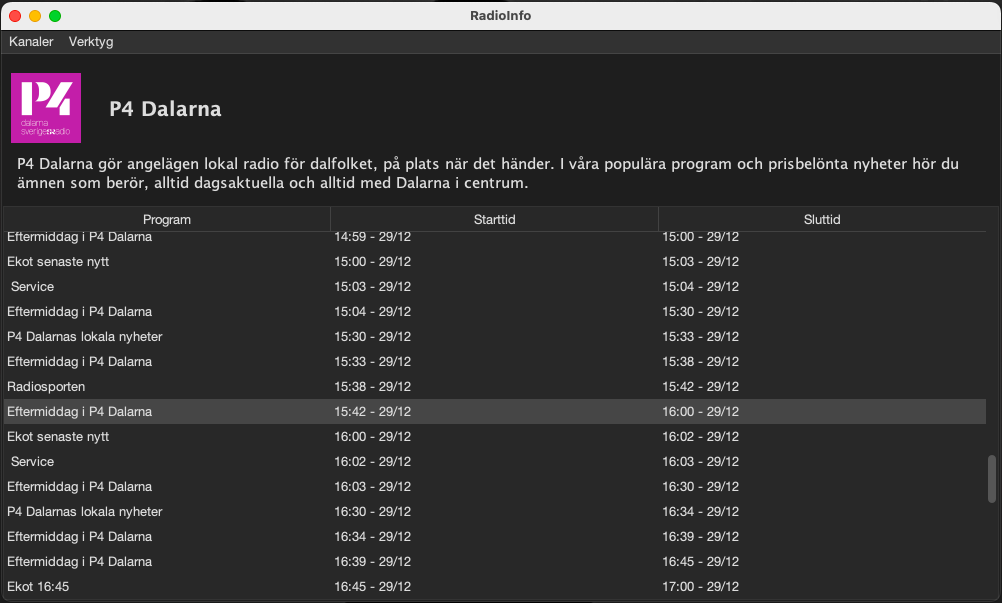 RadioInfo
Kanaler Verktyg
P4
dalarna
sverigesradio
P4 Dalarna
P4 Dalarna gör angelägen lokal radio för dalfolket, på plats när det händer. I våra populära program och prisbelönta nyheter hör du
ämnen som berör, alltid dagsaktuella och alltid med Dalarna i centrum.
Program Starttid Sluttid
Eftermiddag i P4 Dalarna 14:59 - 29/12 15:00 - 29/12
Ekot senaste nytt 15:00 - 29/12 15:03 - 29/12
Service 15:03 - 29/12 15:04 - 29/12
Eftermiddag i P4 Dalarna 15:04 - 29/12 15:30 - 29/12
P4 Dalarnas lokala nyheter 15:30 - 29/12 15:33 - 29/12
Eftermiddag i P4 Dalarna 15:33 - 29/12 15:38 - 29/12
Radiosporten 15:38 - 29/12 15:42 - 29/12
Eftermiddag i P4 Dalarna 15:42 - 29/12 16:00 - 29/12
Ekot senaste nytt 16:00 - 29/12 16:02 - 29/12
Service 16:02 - 29/12 16:03 - 29/12
Eftermiddag i P4 Dalarna 16:03 - 29/12 16:30 - 29/12
P4 Dalarnas lokala nyheter 16:30 - 29/12 16:34 - 29/12
Eftermiddag i P4 Dalarna 16:34 - 29/12 16:39 - 29/12
Eftermiddag i P4 Dalarna 16:39 - 29/12 16:45 - 29/12
Ekot 16:45 16:45 - 29/12 17:00 - 29/12